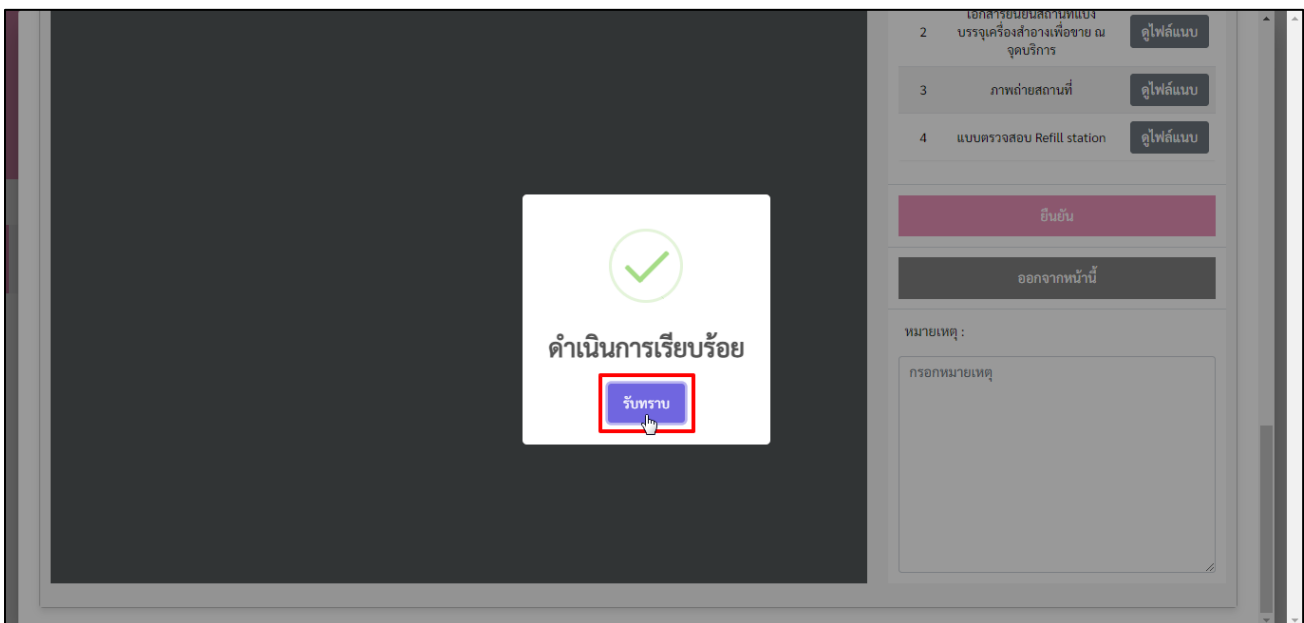 เอกสารยืนยันสถานที่แบ่ง
2 บรรจุเครื่องสำอางเพื่อขาย ณ ดูไฟล์แนบ
จุดบริการ
3 ภาพถ่ายสถานที่ ดูไฟล์แนบ
4 แบบตรวจสอบ Refill station ดูไฟล์แนบ
ยืนยัน
ออกจากหน้านี้
หมายเหตุ :
กรอกหมายเหตุ
ดำเนินการเรียบร้อย
รับทราบ